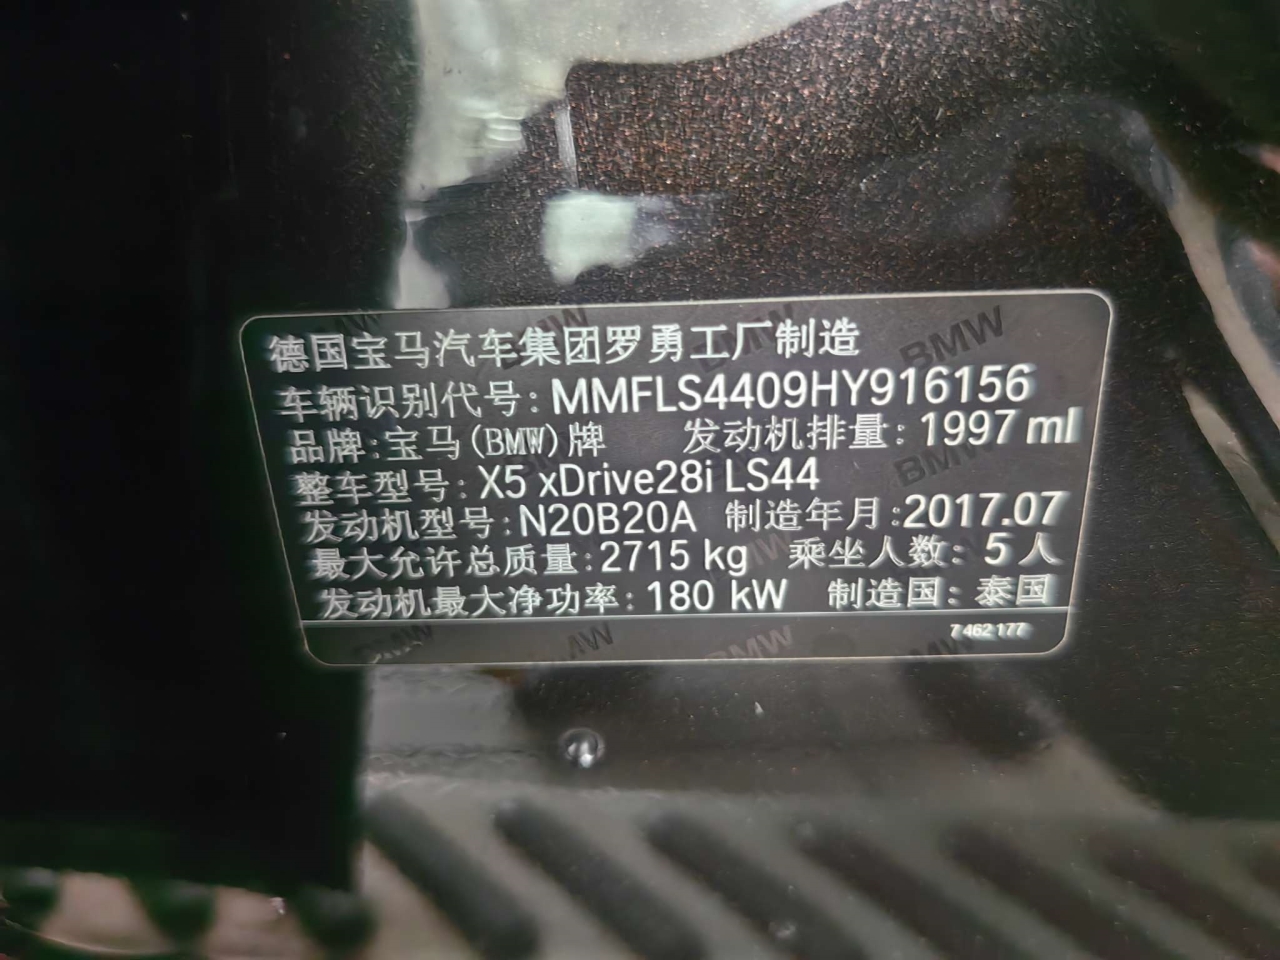 德国宝马汽车集团罗勇工厂制造
车辆识别代号: MMFLS4409HY916156
品牌: 宝马(BMW)牌 发动机排量: 1997 ml
整车型号: X5 xDrive28i LS44
发动机型号: N20B20A 制造年月: 2017.07
最大允许总质量: 2715 kg 乘坐人数: 5人
发动机最大净功率: 180 kW 制造国: 泰国
7 462 177